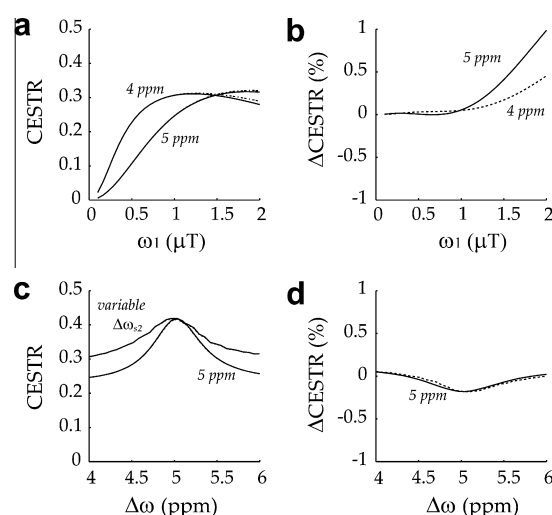 a
0.5
0.4
0.3
0.2
0.1
0
CESTR
4 ppm
5 ppm
0 0.5 1 1.5 2
ω1 (μT)
b
1
0.5
0
-0.5
-1
ΔCESTR (%)
5 ppm
4 ppm
0 0.5 1 1.5 2
ω1 (μT)
c
0.5
0.4
0.3
0.2
0.1
0
CESTR
variable
Δωs2
5 ppm
4 4.5 5 5.5 6
Δω (ppm)
d
1
0.5
0
-0.5
-1
ΔCESTR (%)
5 ppm
4 4.5 5 5.5 6
Δω (ppm)